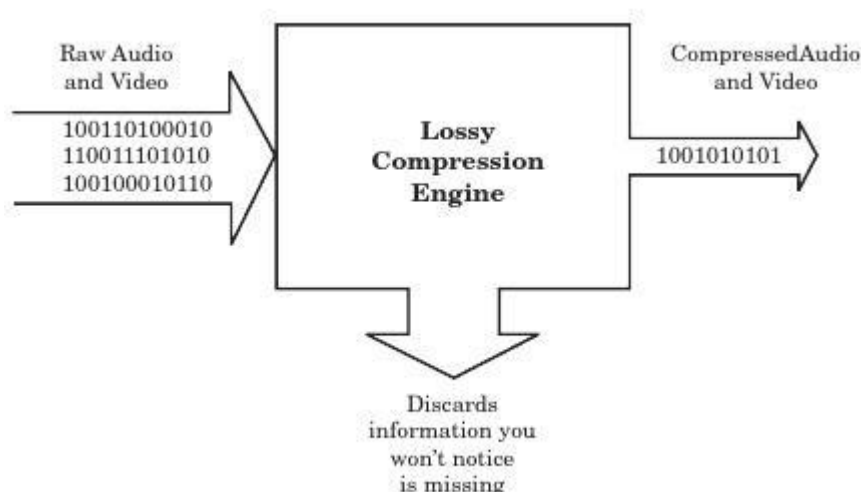 Raw Audio
and Video
100110100010
110011101010
100100010110
Lossy
Compression
Engine
CompressedAudio
and Video
1001010101
Discards
information you
won't notice
is missing